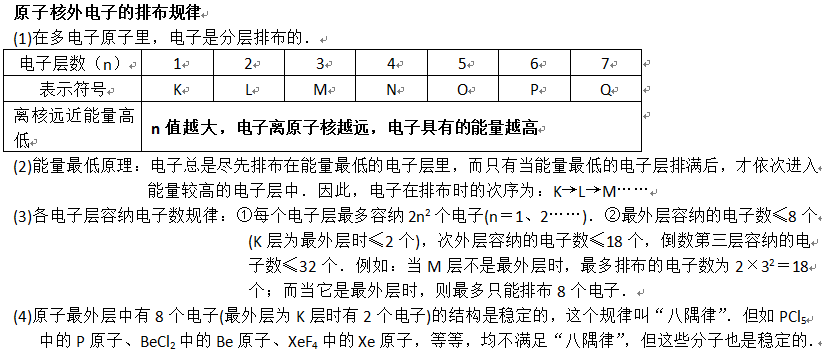 原子核外电子的排布规律
(1)在多电子原子里，电子是分层排布的．
电子层数（n） 1 2 3 4 5 6 7
表示符号 K L M N O P Q
离核远近能量高低 n 值越大，电子离原子核越远，电子具有的能量越高
(2)能量最低原理：电子总是尽先排布在能量最低的电子层里，而只有当能量最低的电子层排满后，才依次进入
能量较高的电子层中．因此，电子在排布时的次序为：K→L→M……
(3)各电子层容纳电子数规律：①每个电子层最多容纳 2n² 个电子(n＝1、2……)．②最外层容纳的电子数≤8 个
(K 层为最外层时≤2 个)，次外层容纳的电子数≤18 个，倒数第三层容纳的电
子数≤32 个．例如：当 M 层不是最外层时，最多排布的电子数为 2×3²＝18
个；而当它是最外层时，则最多只能排布 8 个电子．
(4)原子最外层中有 8 个电子(最外层为 K 层时有 2 个电子)的结构是稳定的，这个规律叫“八隅律”．但如 PCl₅
中的 P 原子、BeCl₂ 中的 Be 原子、XeF₄ 中的 Xe 原子，等等，均不满足“八隅律”，但这些分子也是稳定的．